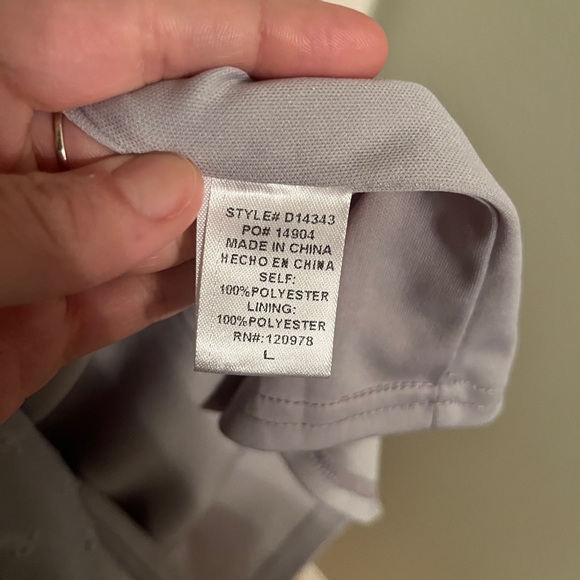 STYLE# D14343
PO# 14904
MADE IN CHINA
HECHO EN CHINA
SELF:
100%POLYESTER
LINING:
100%POLYESTER
RN#:120978
L